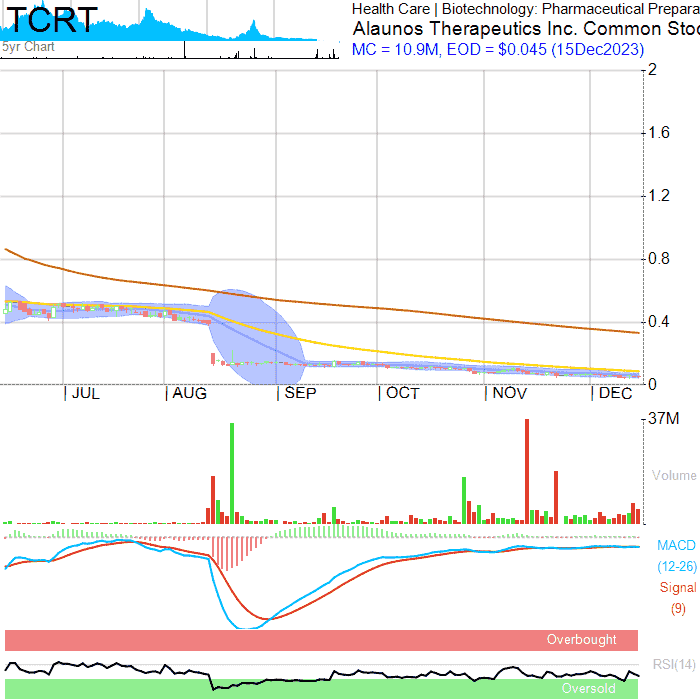 TCRT
5yr Chart
Health Care | Biotechnology: Pharmaceutical Prepara
Alaunos Therapeutics Inc. Common Stoc
MC = 10.9M, EOD = $0.045 (15Dec2023)
2
1.6
1.2
0.8
0.4
0
JUL AUG SEP OCT NOV DEC
37M
Volume
MACD
(12-26)
Signal
(9)
Overbought
RSI(14)
Oversold